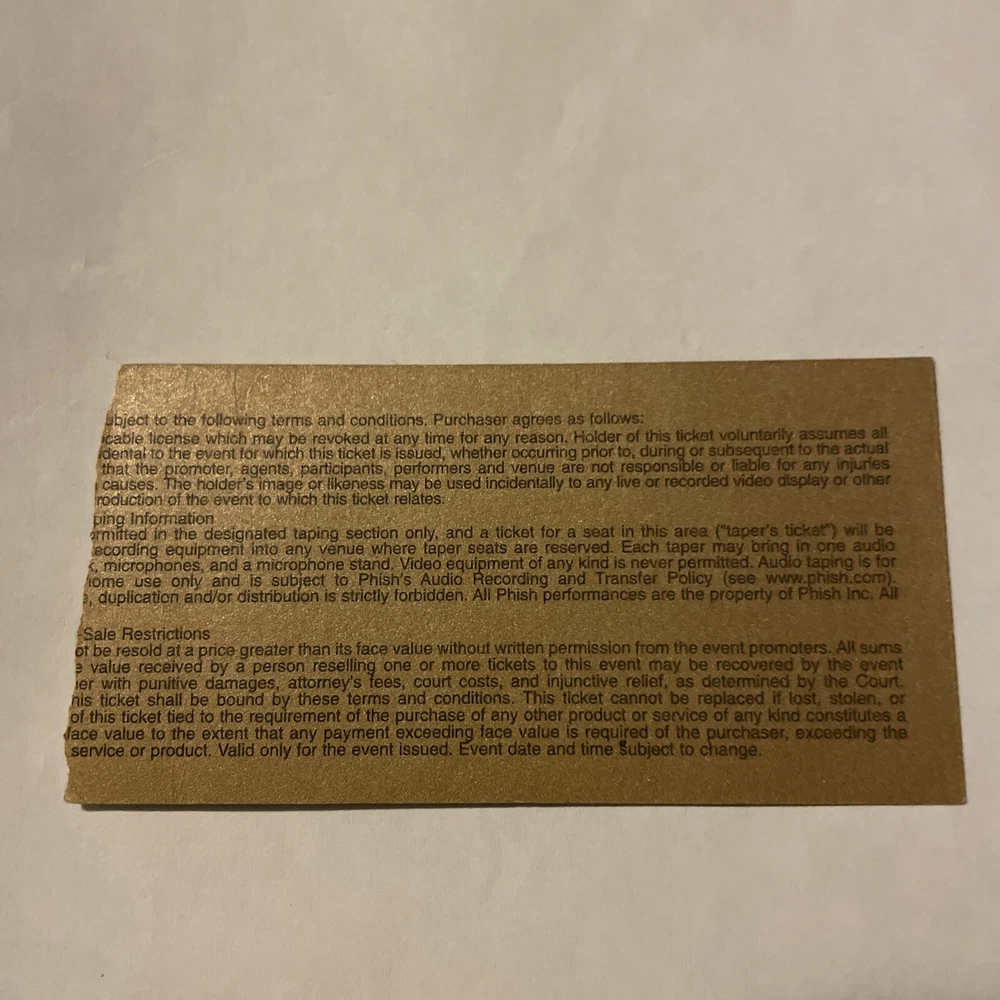 ubject to the following terms and conditions. Purchaser agrees as follows:
cable license which may be revoked at any time for any reason. Holder of this ticket voluntarily assumes all
dental to the event for which this ticket is issued, whether occurring prior to, during or subsequent to the actual
that the promoter, agents, participants, performers and venue are not responsible or liable for any injuries
causes. The holder's image or likeness may be used incidentally to any live or recorded video display or other
roduction of the event to which this ticket relates.
ping Information
rmitted in the designated taping section only, and a ticket for a seat in this area ("taper's ticket") will be
ecording equipment into any venue where taper seats are reserved. Each taper may bring in one audio
, microphones, and a microphone stand. Video equipment of any kind is never permitted. Audio taping is for
ome use only and is subject to Phish's Audio Recording and Transfer Policy (see www.phish.com).
, duplication and/or distribution is strictly forbidden. All Phish performances are the property of Phish Inc. All
-Sale Restrictions
ot be resold at a price greater than its face value without written permission from the event promoters. All sums
e value received by a person reselling one or more tickets to this event may be recovered by the event
er with punitive damages, attorney's fees, court costs, and injunctive relief, as determined by the Court.
his ticket shall be bound by these terms and conditions. This ticket cannot be replaced if lost, stolen, or
of this ticket tied to the requirement of the purchase of any other product or service of any kind constitutes a
face value to the extent that any payment exceeding face value is required of the purchaser, exceeding the
service or product. Valid only for the event issued. Event date and time subject to change.